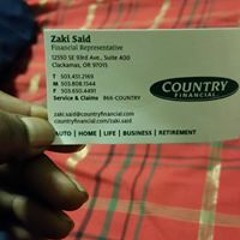 Zaki Said
Financial Representative
12550 SE 93rd Ave., Suite 400
Clackamas, OR 97015
T 503.451.2169
M 503.808.1544
F 503.650.4491
Service & Claims 866-COUNTRY
zaki.said@countryfinancial.com
countryfinancial.com/zaki.said
COUNTRY
FINANCIAL
AUTO | HOME | LIFE | BUSINESS | RETIREMENT